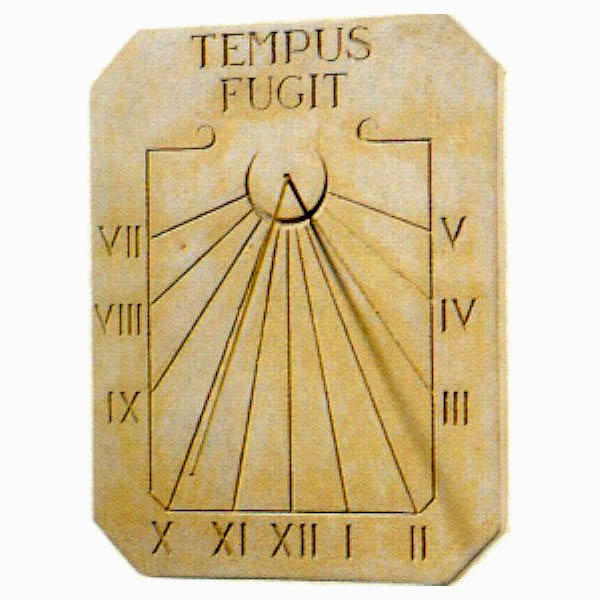 TEMPUS
FUGIT
VII V
VIII IV
IX III
X XI XII I II